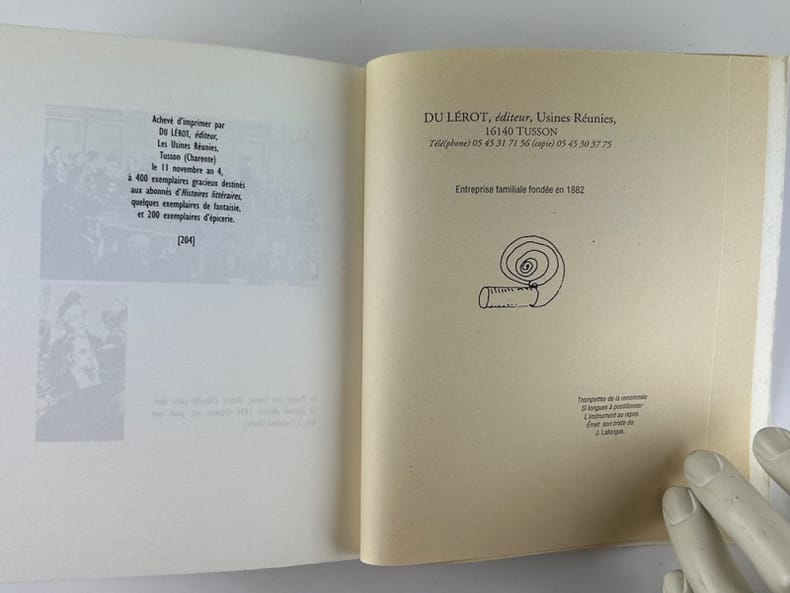 Achevé d'imprimer par
DU LÉROT, éditeur,
Les Usines Réunies,
Tusson (Charente)
le 11 novembre an 4,
à 400 exemplaires gracieux destinés
aux abonnés d'Histoires littéraires,
quelques exemplaires de fantaisie,
et 200 exemplaires d'épicerie.
[204]
DU LÉROT, éditeur, Usines Réunies,
16140 TUSSON
Télé(phone) 05 45 31 71 56 (copie) 05 45 30 37 75
Entreprise familiale fondée en 1882
Trompettes de la renommée
Si longues à postillonner
L'instrument au repos
Émet son triste do.
J. Laforgue.